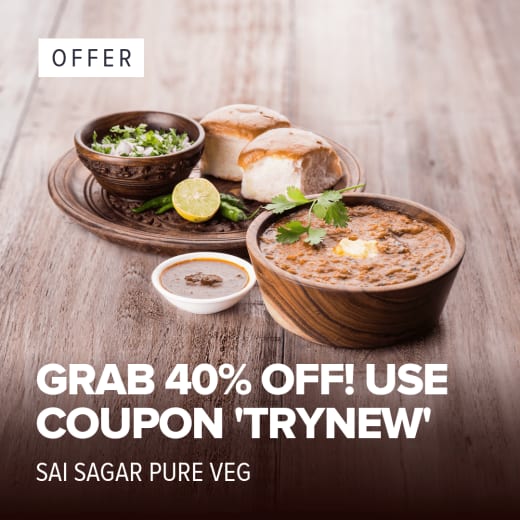 OFFER
GRAB 40% OFF! USE
COUPON 'TRYNEW'
SAI SAGAR PURE VEG